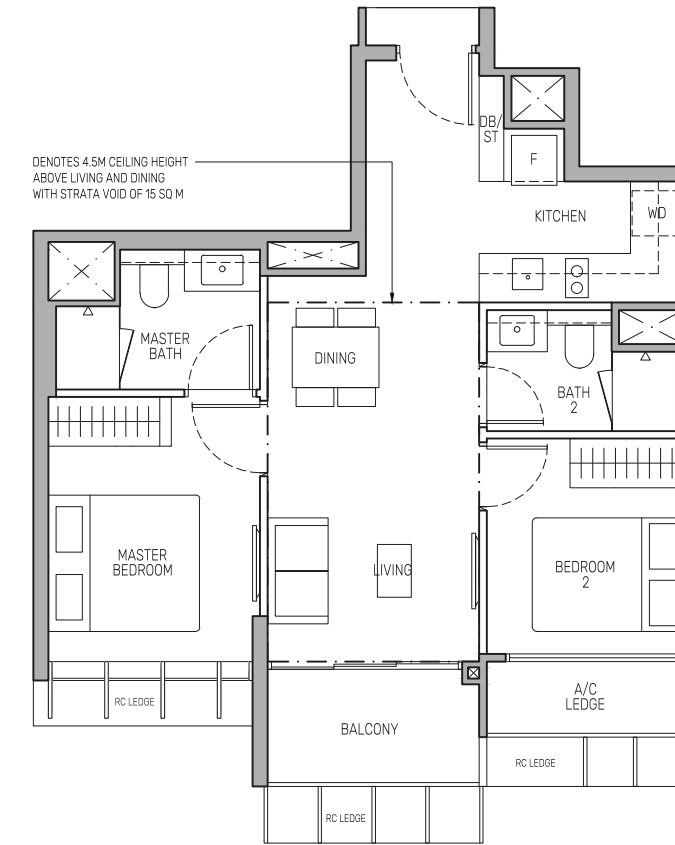 DB/
ST
F
DENOTES 4.5M CEILING HEIGHT
ABOVE LIVING AND DINING
WITH STRATA VOID OF 15 SQ M
KITCHEN
WD
MASTER
BATH
DINING
BATH
2
MASTER
BEDROOM
LIVING
BEDROOM
2
RC LEDGE
A/C
LEDGE
BALCONY
RC LEDGE
RC LEDGE